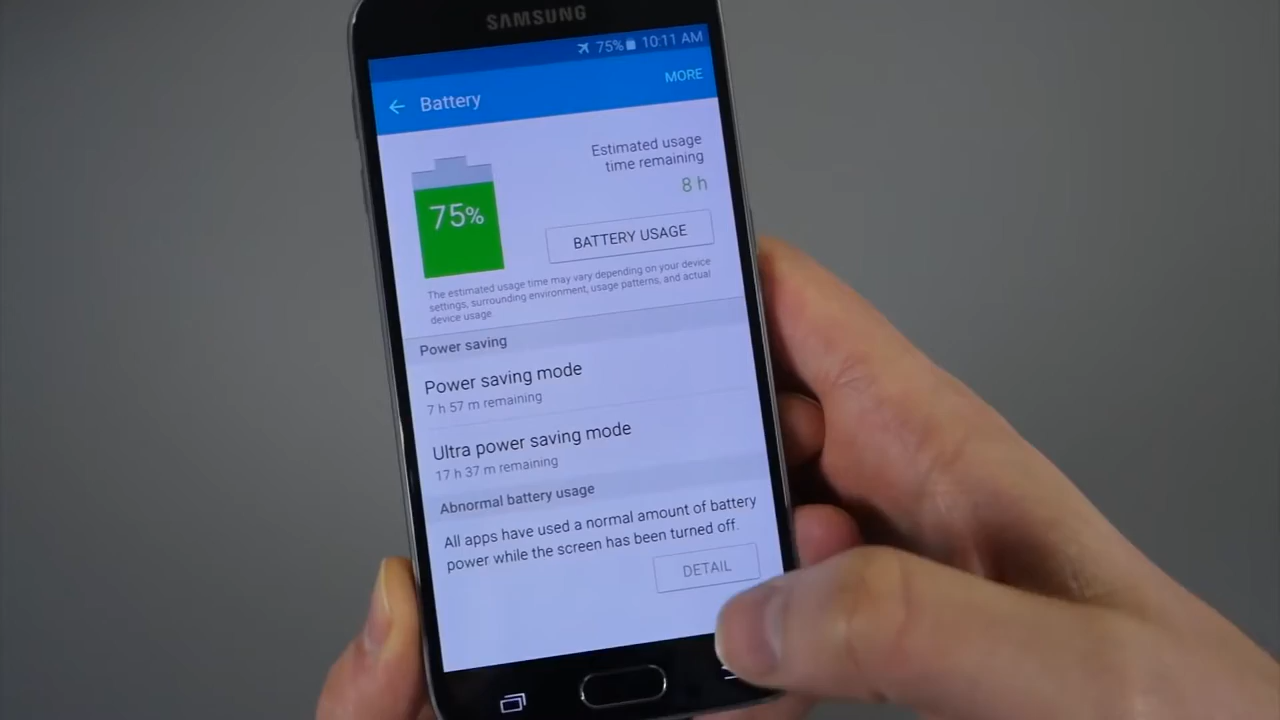 SAMSUNG
75% 10:11 AM
Battery
MORE
75%
Estimated usage
time remaining
8 h
BATTERY USAGE
The estimated usage time may vary depending on your device
settings, surrounding environment, usage patterns, and actual
device usage.
Power saving
Power saving mode
7 h 57 m remaining
Ultra power saving mode
17 h 37 m remaining
Abnormal battery usage
All apps have used a normal amount of battery
power while the screen has been turned off.
DETAIL